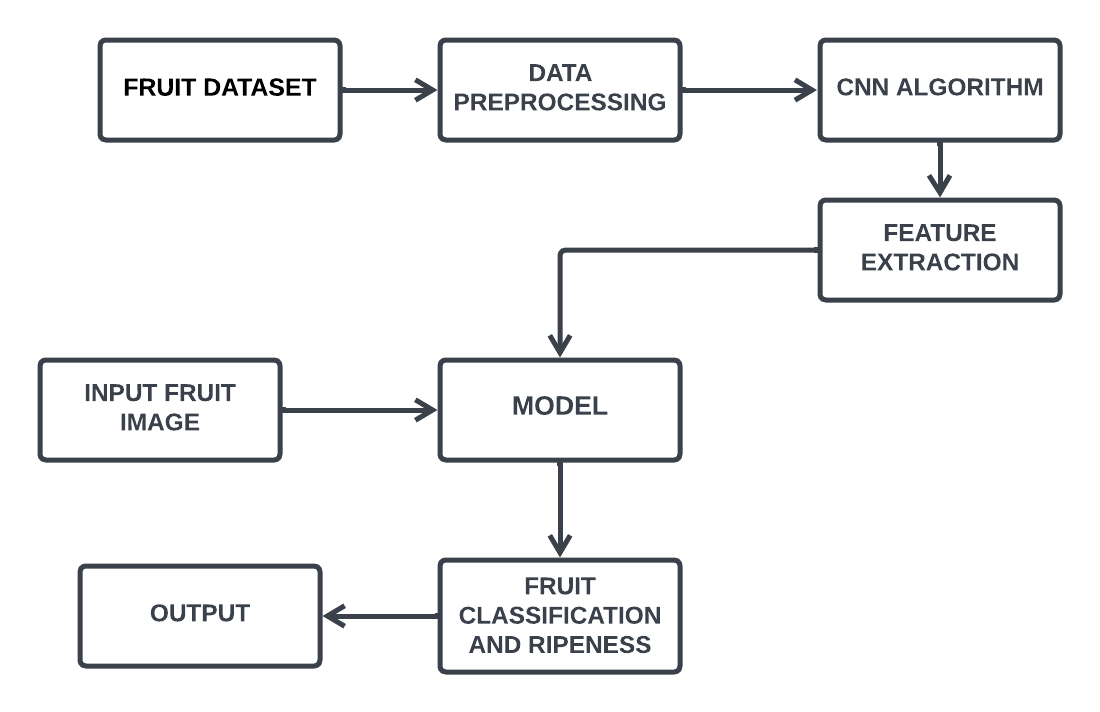 FRUIT DATASET
DATA
PREPROCESSING
CNN ALGORITHM
FEATURE
EXTRACTION
INPUT FRUIT
IMAGE
MODEL
FRUIT
CLASSIFICATION
AND RIPENESS
OUTPUT